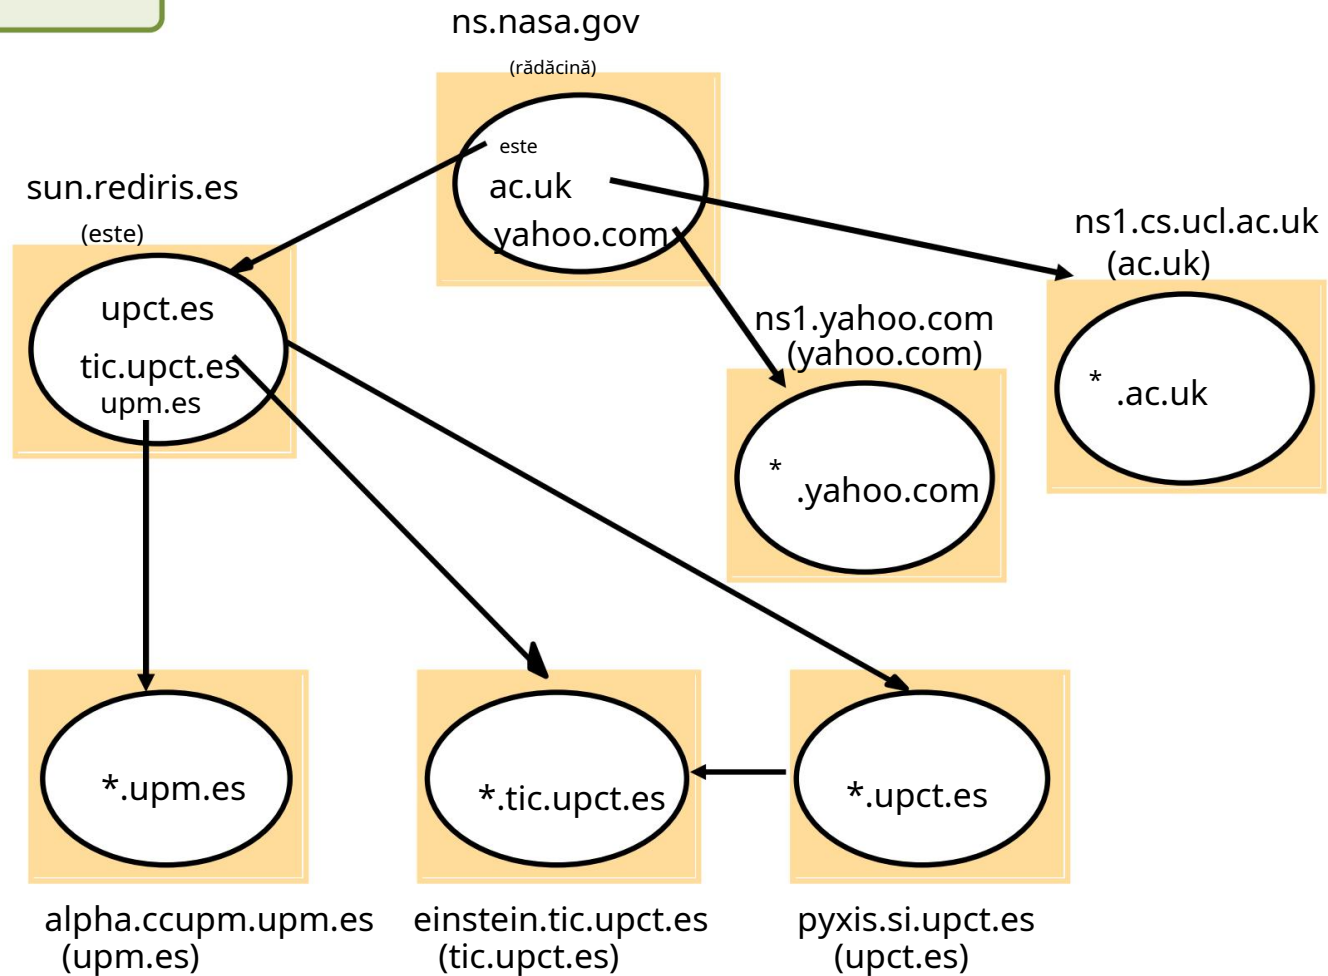 ns.nasa.gov
(rădăcină)
este
ac.uk
yahoo.com
sun.rediris.es
(este)
upct.es
tic.upct.es
upm.es
ns1.cs.ucl.ac.uk
(ac.uk)
* .ac.uk
ns1.yahoo.com
(yahoo.com)
* .yahoo.com
*.upm.es
*.tic.upct.es
*.upct.es
alpha.ccupm.upm.es
(upm.es)
einstein.tic.upct.es
(tic.upct.es)
pyxis.si.upct.es
(upct.es)